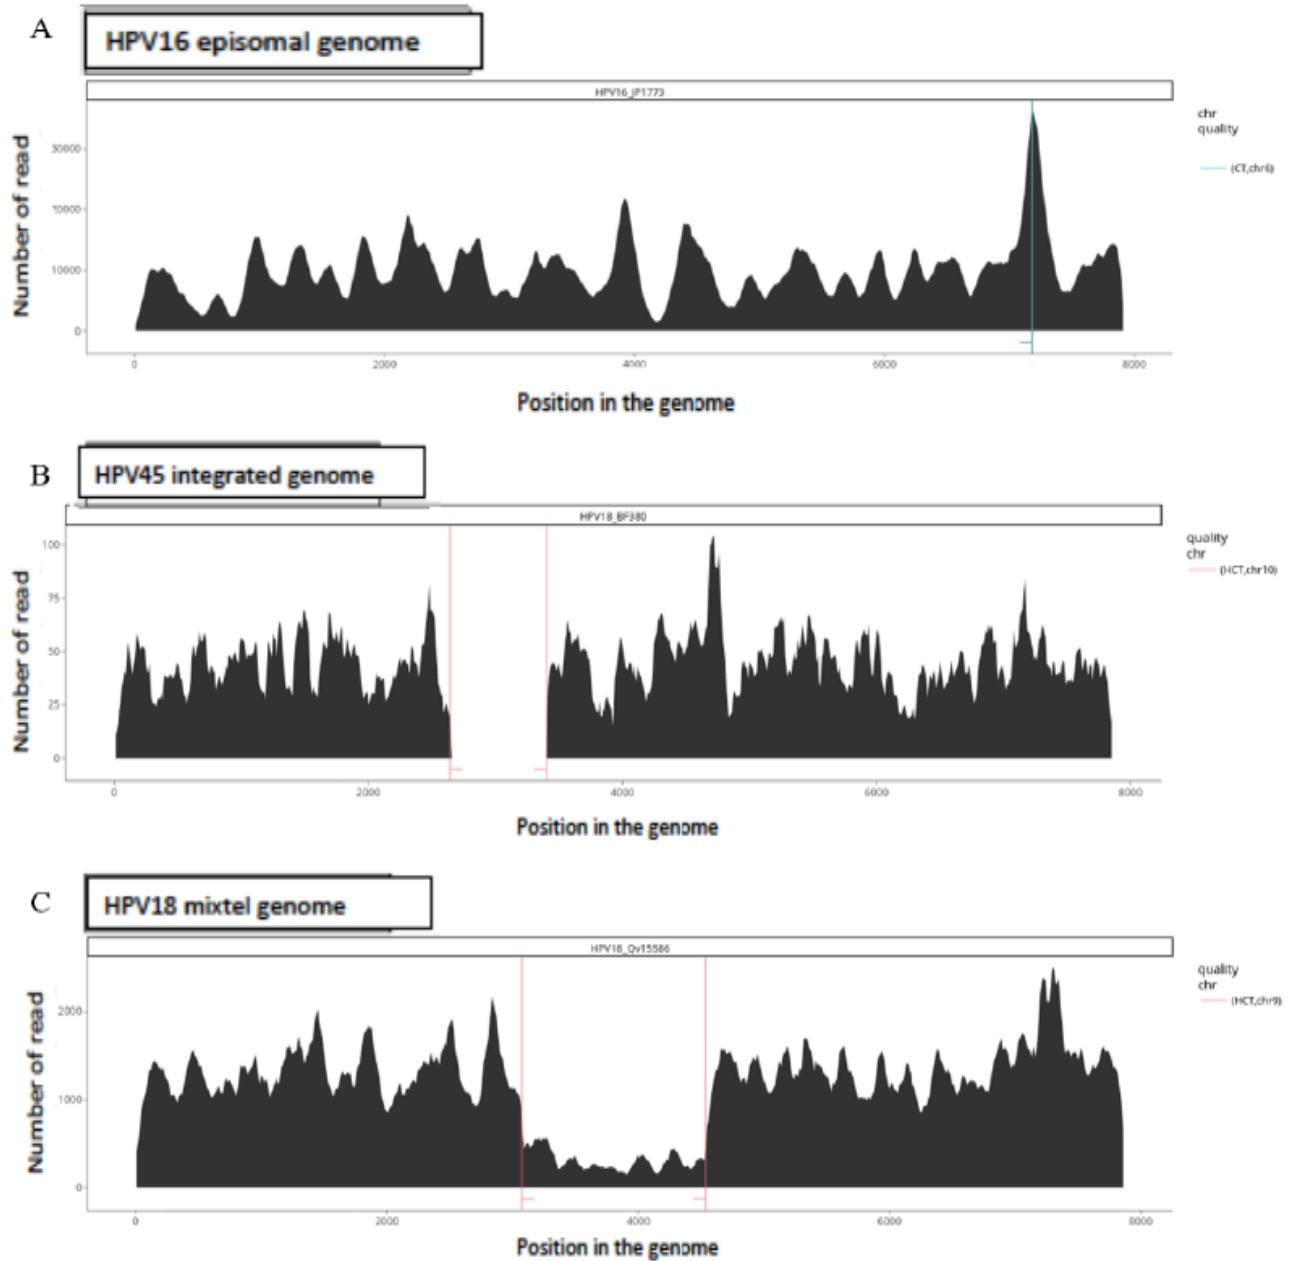 A
HPV16 episomal genome
HPV16_JP1773
chr
quality
(CT,chr6)
Number of read
30000
20000
10000
0
0 2000 4000 6000 8000
Position in the genome
B
HPV45 integrated genome
HPV18_BF380
quality
chr
(HCT,chr10)
Number of read
100
75
50
25
0
0 2000 4000 6000 8000
Position in the genome
C
HPV18 mixtel genome
HPV18_Qv15586
quality
chr
(HCT,chr9)
Number of read
2000
1000
0
0 2000 4000 6000 8000
Position in the genome